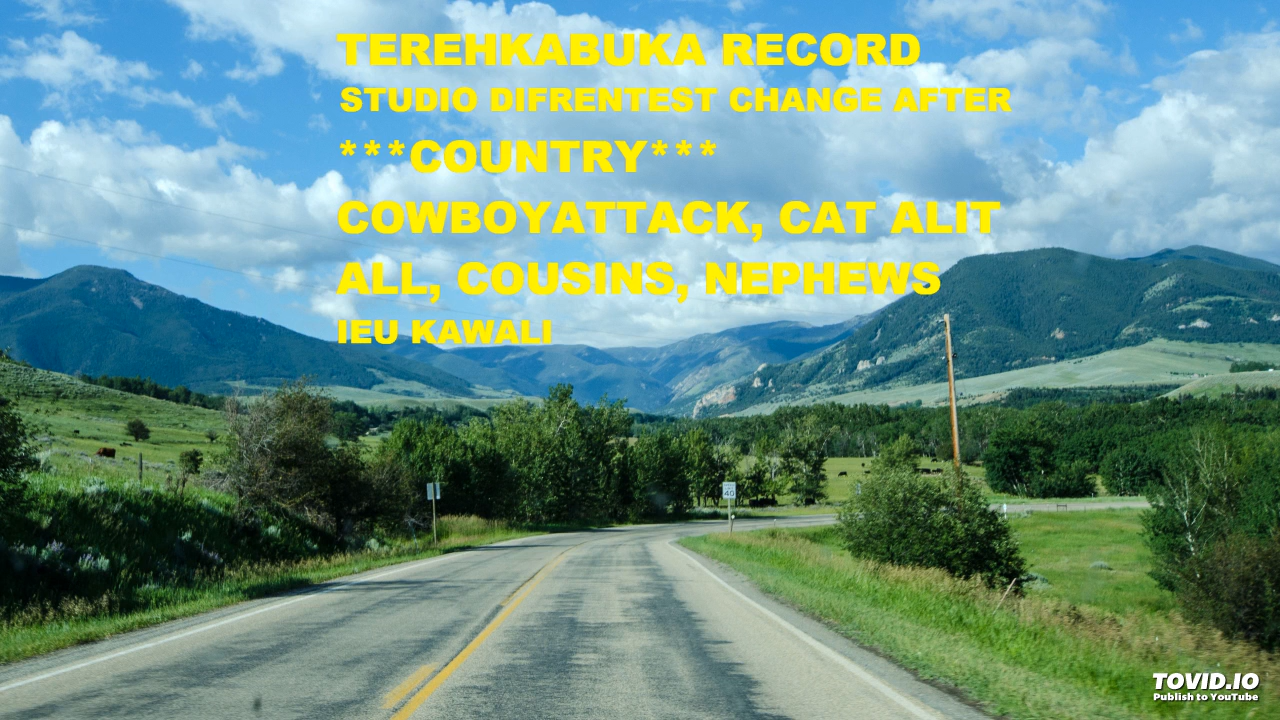 TEREHKABUKA RECORD
STUDIO DIFRENTEST CHANGE AFTER
***COUNTRY***
COWBOYATTACK, CAT ALIT
ALL, COUSINS, NEPHEWS
IEU KAWALI
40
TOVID.IO
Publish to YouTube